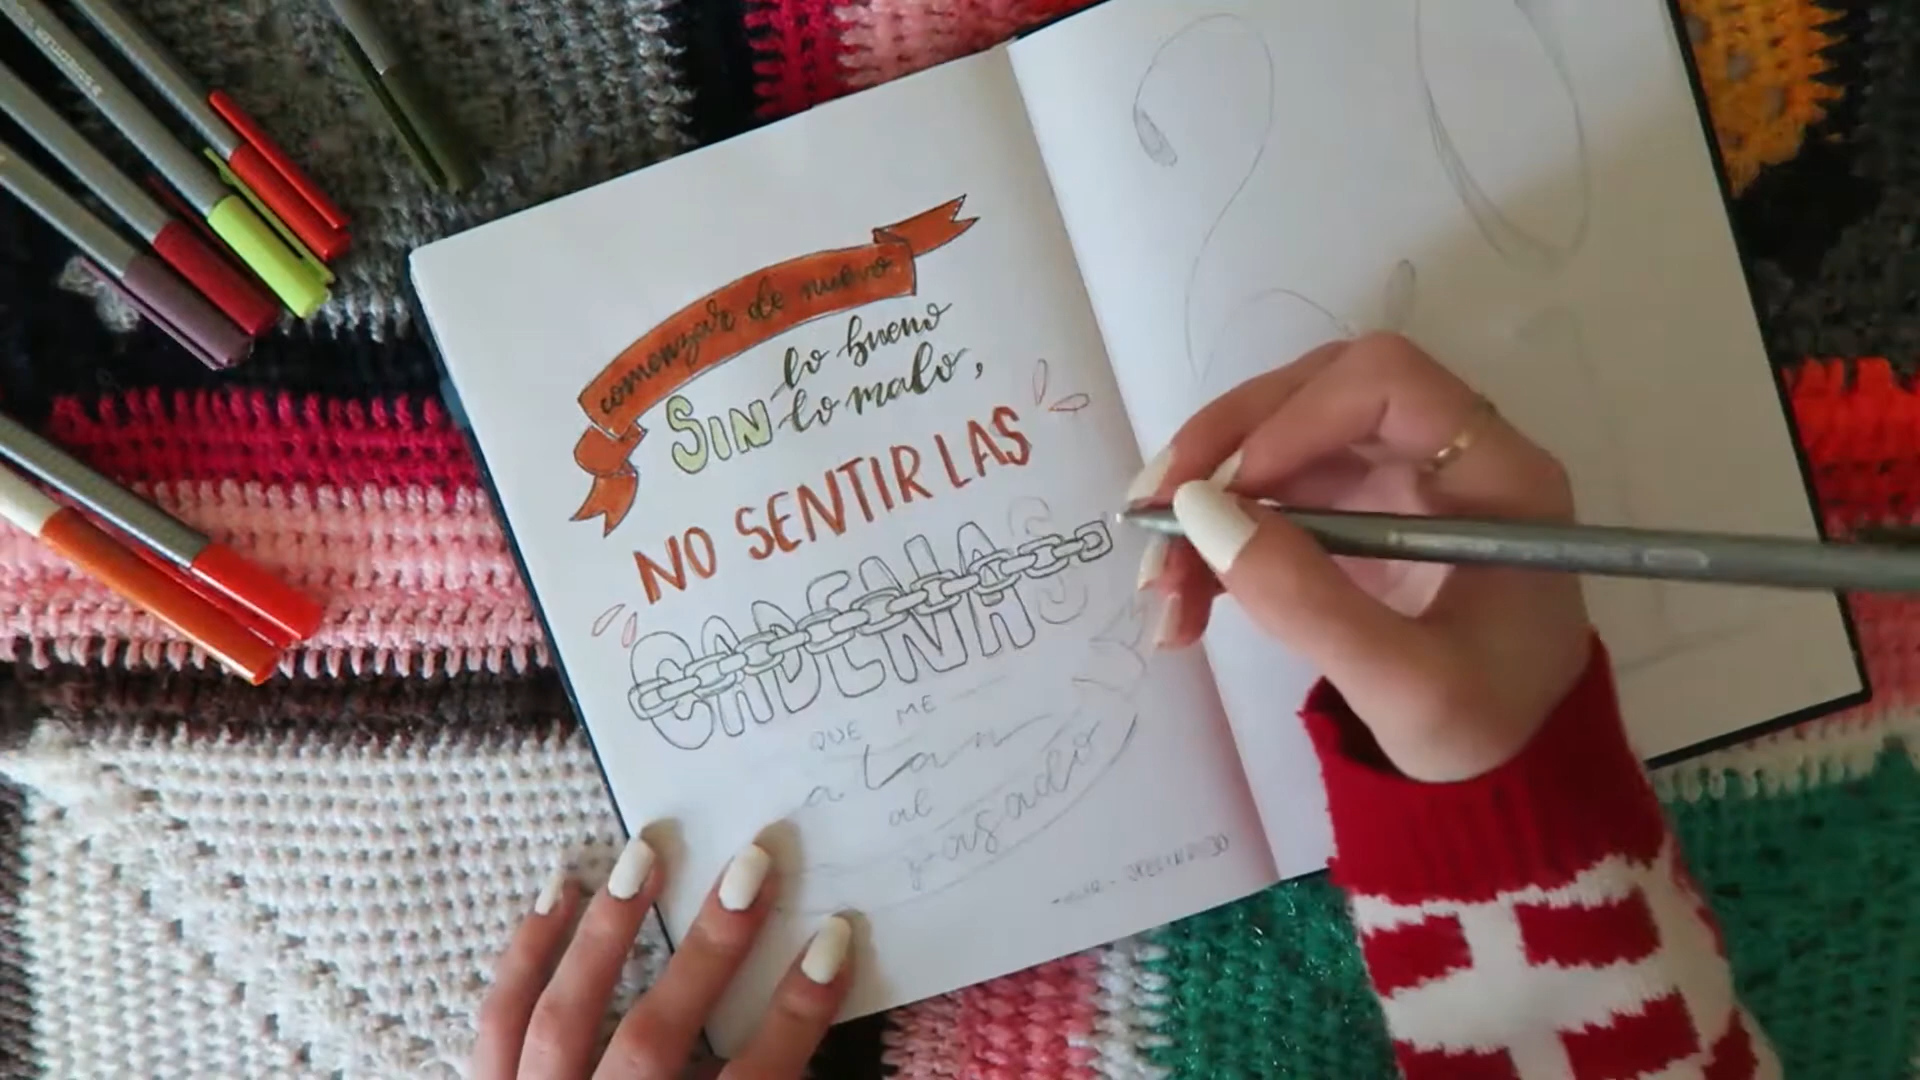 comenzar de nuevo
SIN lo bueno
lo malo,
NO SENTIR LAS
CADENAS
QUE ME
atan
al
pasado